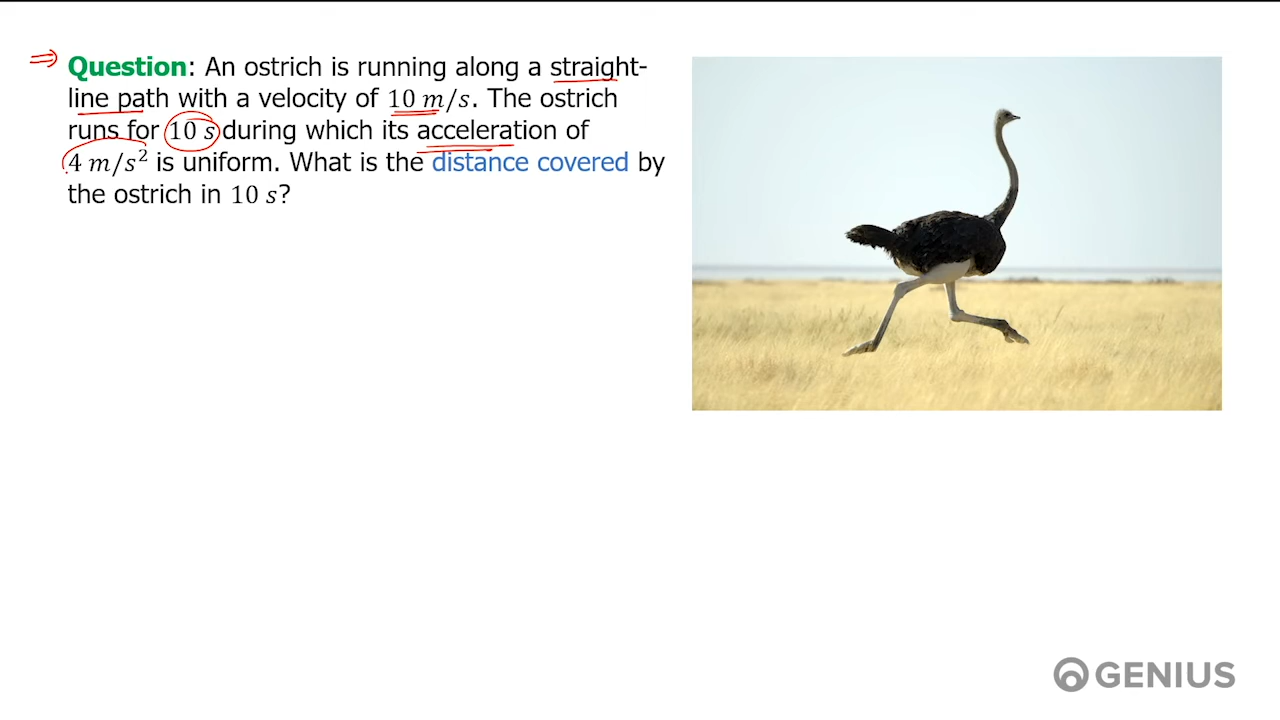 ⇒ Question: An ostrich is running along a straight-
line path with a velocity of 10 m/s. The ostrich
runs for 10 s during which its acceleration of
4 m/s² is uniform. What is the distance covered by
the ostrich in 10 s?
GENIUS